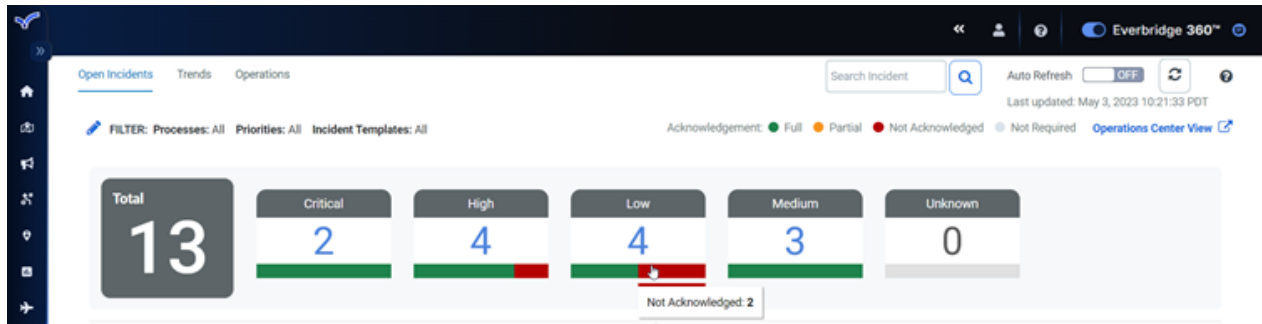 Everbridge 360™
Open Incidents Trends Operations
Search Incident
Auto Refresh OFF
Last updated: May 3, 2023 10:21:33 PDT
FILTER: Processes: All Priorities: All Incident Templates: All
Acknowledgement: Full Partial Not Acknowledged Not Required Operations Center View
Total
13
Critical
2
High
4
Low
4
Medium
3
Unknown
0
Not Acknowledged: 2